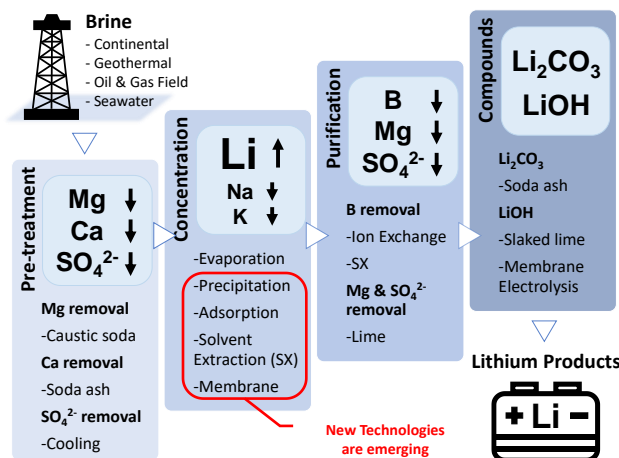 Brine
- Continental
- Geothermal
- Oil & Gas Field
- Seawater
Pre-treatment
Mg
Ca
SO₄²⁻
Mg removal
-Caustic soda
Ca removal
-Soda ash
SO₄²⁻ removal
-Cooling
Concentration
Li
Na
K
-Evaporation
-Precipitation
-Adsorption
-Solvent
Extraction (SX)
-Membrane
New Technologies
are emerging
Purification
B
Mg
SO₄²⁻
B removal
-Ion Exchange
-SX
Mg & SO₄²⁻
removal
-Lime
Compounds
Li₂CO₃
LiOH
Li₂CO₃
-Soda ash
LiOH
-Slaked lime
-Membrane
Electrolysis
Lithium Products
+ Li −